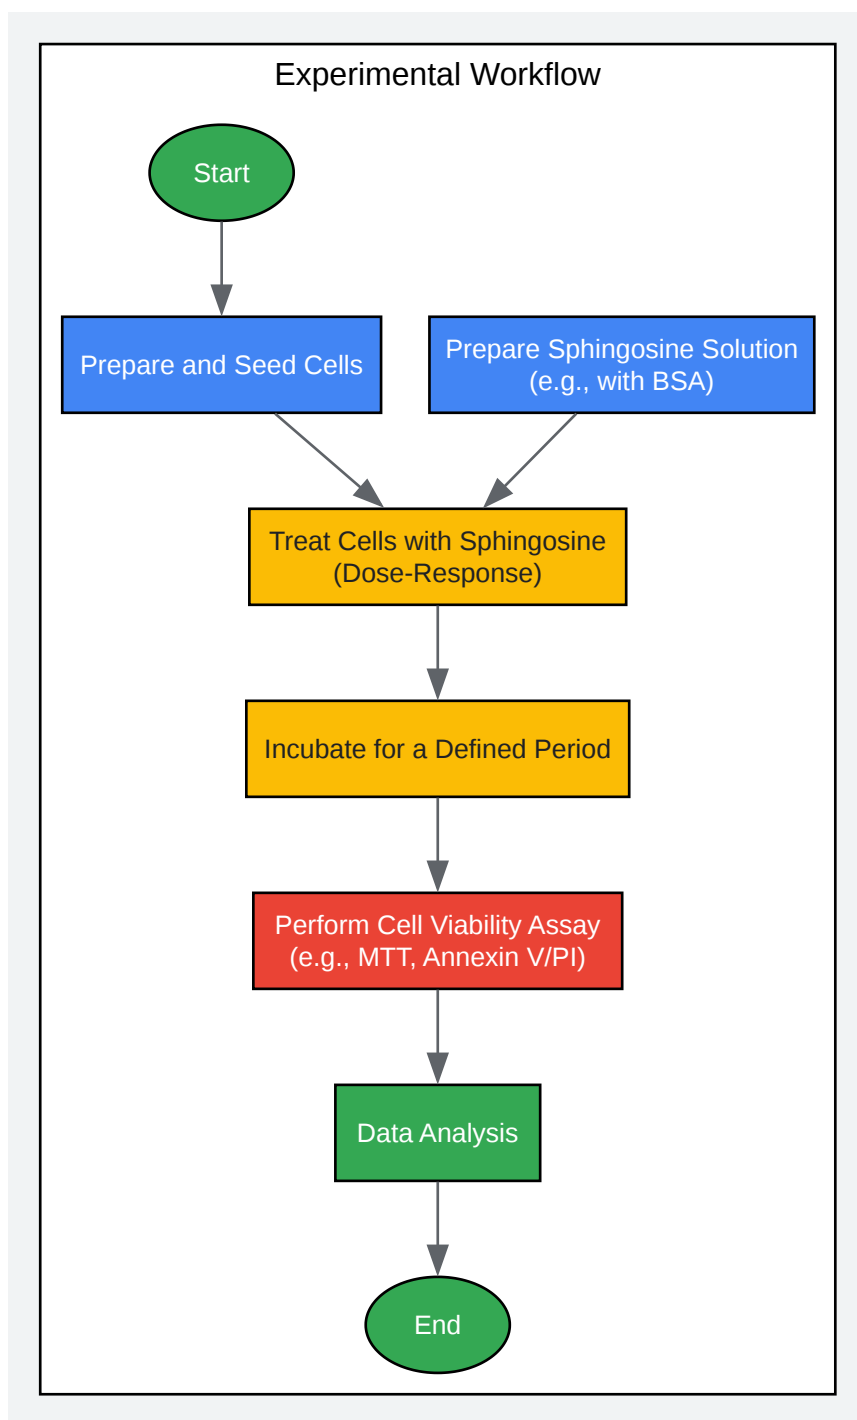 Experimental Workflow
Start
Prepare and Seed Cells
Prepare Sphingosine Solution
(e.g., with BSA)
Treat Cells with Sphingosine
(Dose-Response)
Incubate for a Defined Period
Perform Cell Viability Assay
(e.g., MTT, Annexin V/PI)
Data Analysis
End